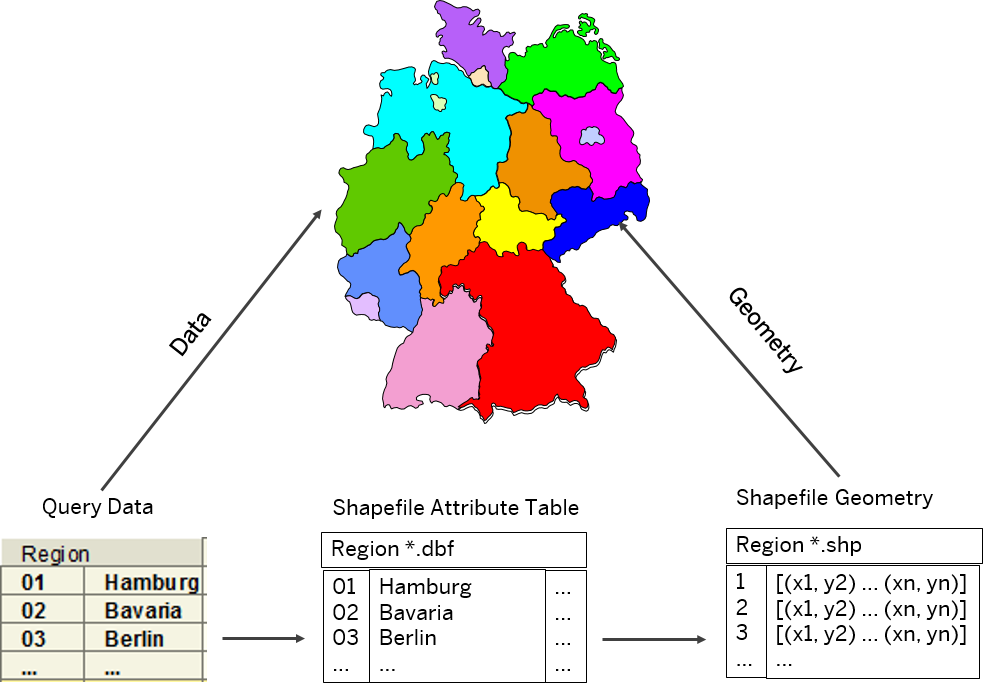 Data
Geometry
Query Data
Region
01 Hamburg
02 Bavaria
03 Berlin
... ...
Shapefile Attribute Table
Region *.dbf
01 Hamburg ...
02 Bavaria ...
03 Berlin ...
... ... ...
Shapefile Geometry
Region *.shp
1 [(x1, y2) ... (xn, yn)]
2 [(x1, y2) ... (xn, yn)]
3 [(x1, y2) ... (xn, yn)]
... ...